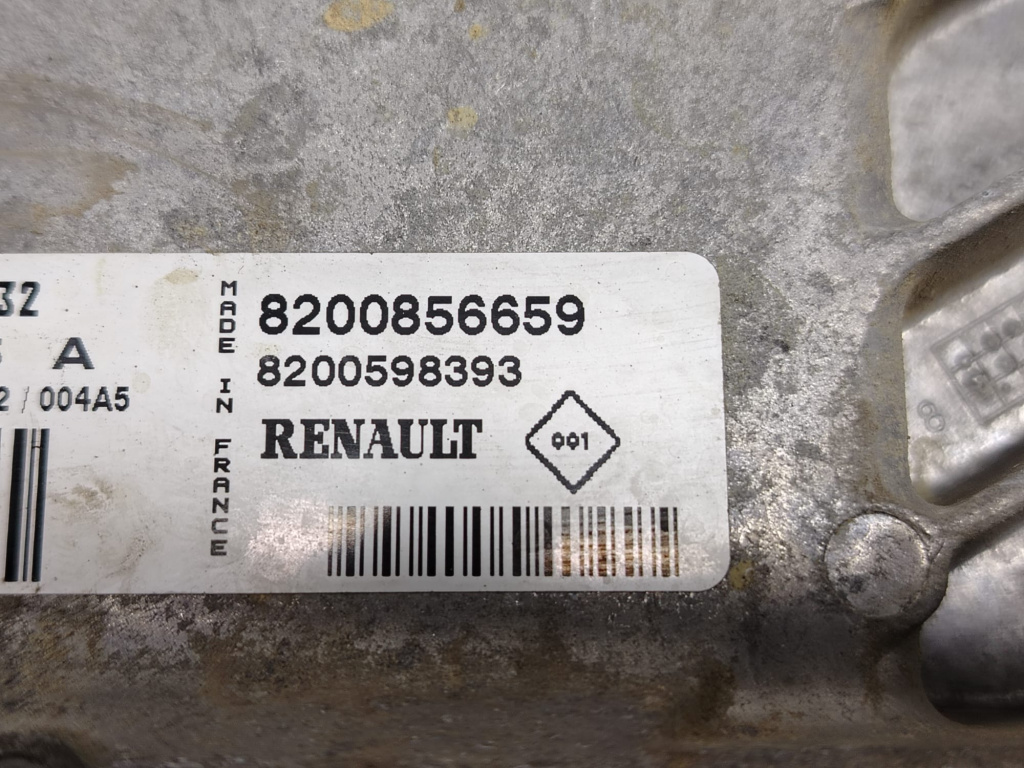 32
A
2 / 004A5
MADE IN FRANCE
8200856659
8200598393
RENAULT
001